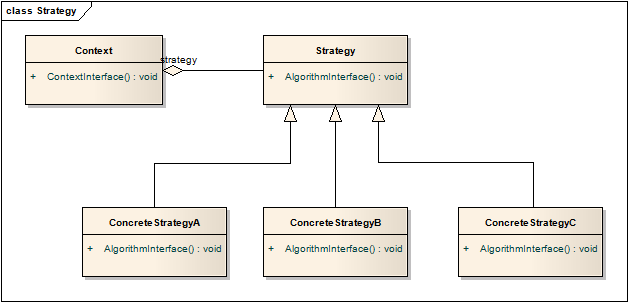 class Strategy
Context
+ ContextInterface() : void
strategy
Strategy
+ AlgorithmInterface() : void
ConcreteStrategyA
+ AlgorithmInterface() : void
ConcreteStrategyB
+ AlgorithmInterface() : void
ConcreteStrategyC
+ AlgorithmInterface() : void